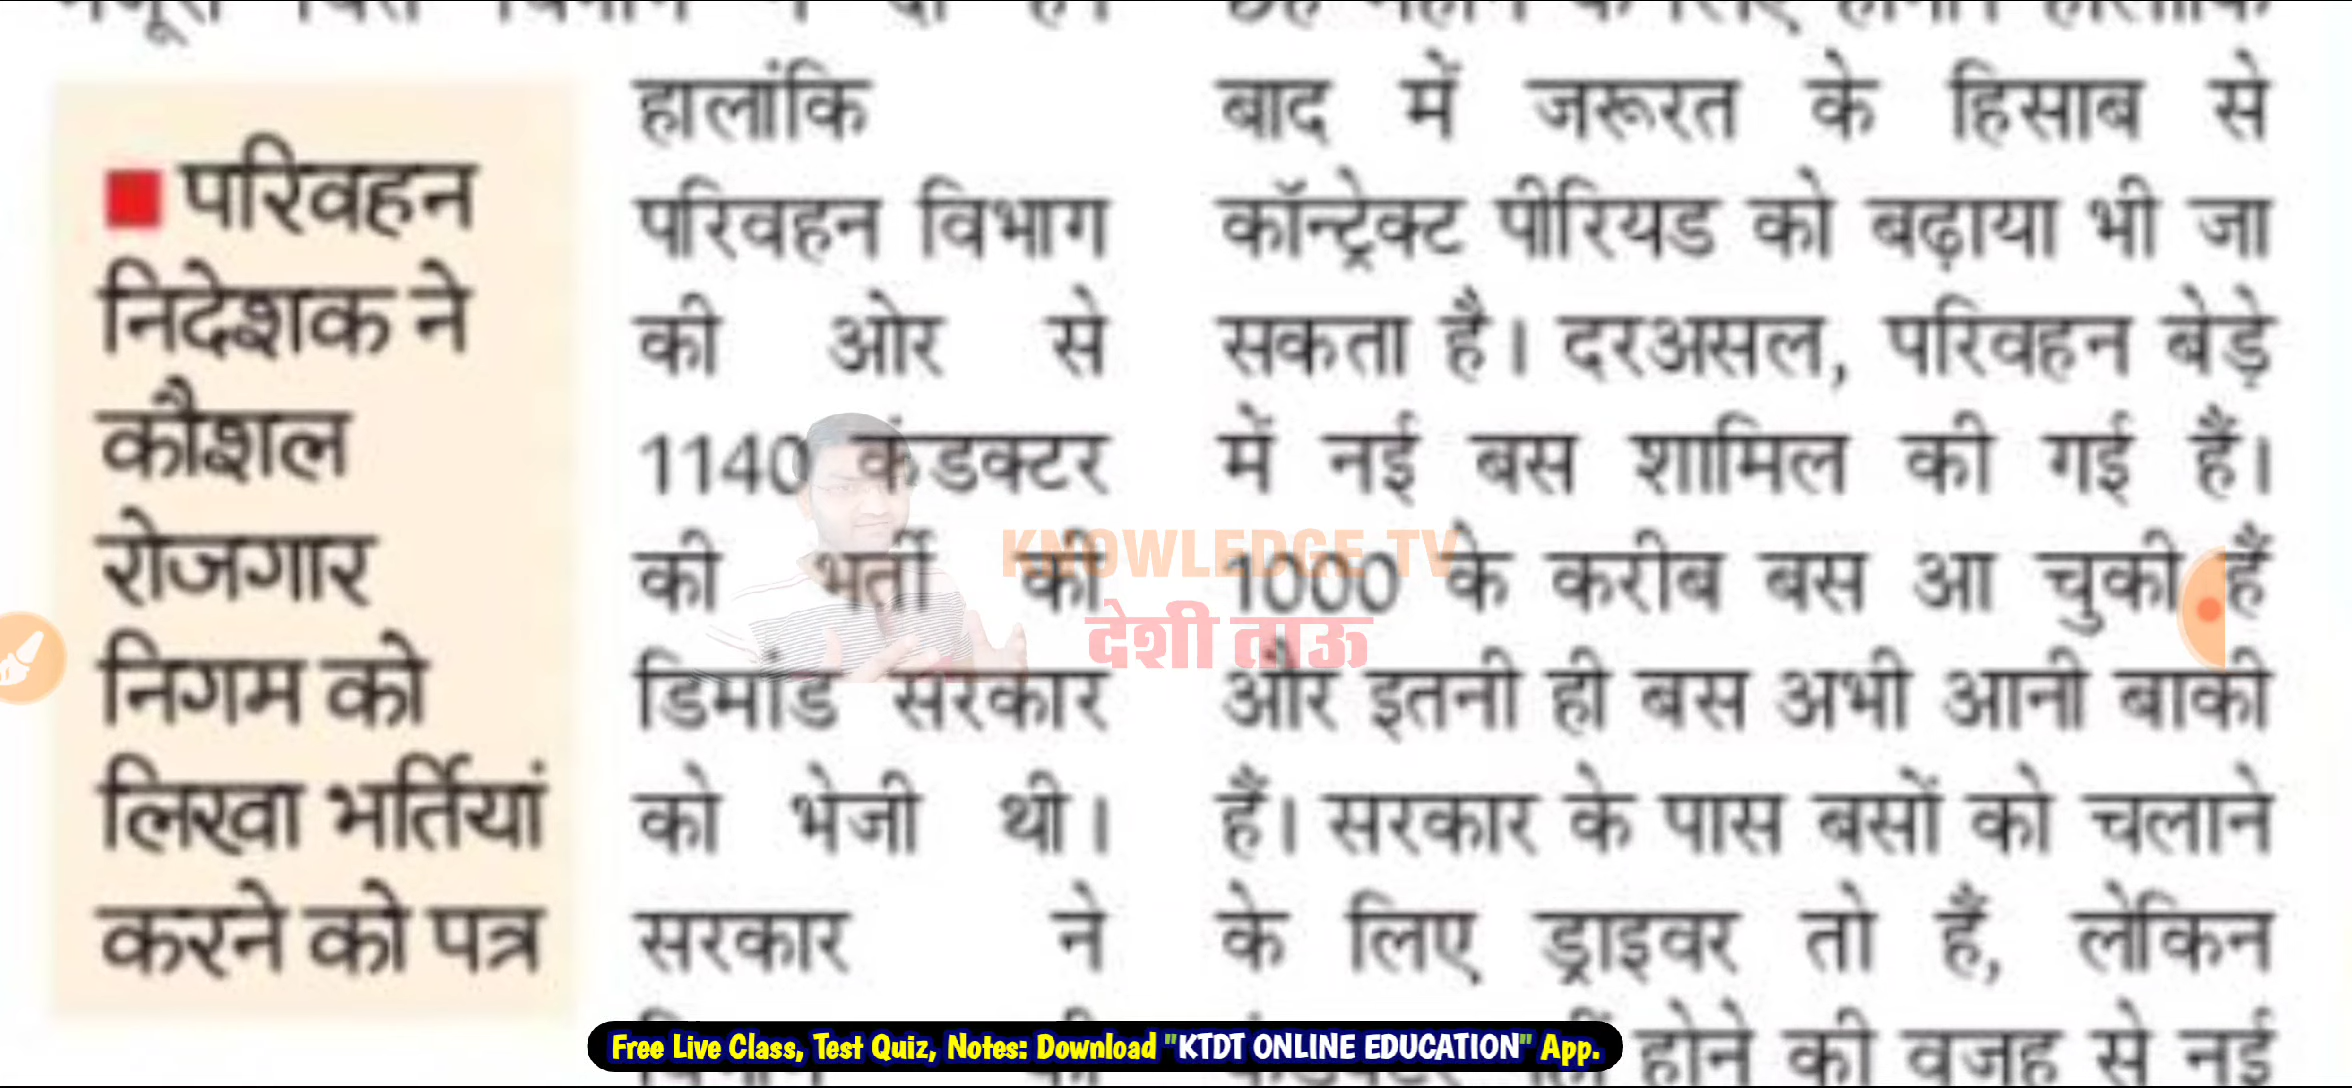 ■ परिवहन
निदेशक ने
कौशल
रोजगार
निगम को
लिखा भर्तियां
करने को पत्र
हालांकि
परिवहन विभाग
की ओर से
1140 कंडक्टर
की भर्ती की
डिमांड सरकार
को भेजी थी।
सरकार ने
बाद में जरूरत के हिसाब से
कॉन्ट्रेक्ट पीरियड को बढ़ाया भी जा
सकता है। दरअसल, परिवहन बेड़े
में नई बस शामिल की गई हैं।
1000 के करीब बस आ चुकी हैं
और इतनी ही बस अभी आनी बाकी
हैं। सरकार के पास बसों को चलाने
के लिए ड्राइवर तो हैं, लेकिन
होने की वजह से नई
KNOWLEDGE TV
देशी ताऊ
Free Live Class, Test Quiz, Notes: Download "KTDT ONLINE EDUCATION" App.